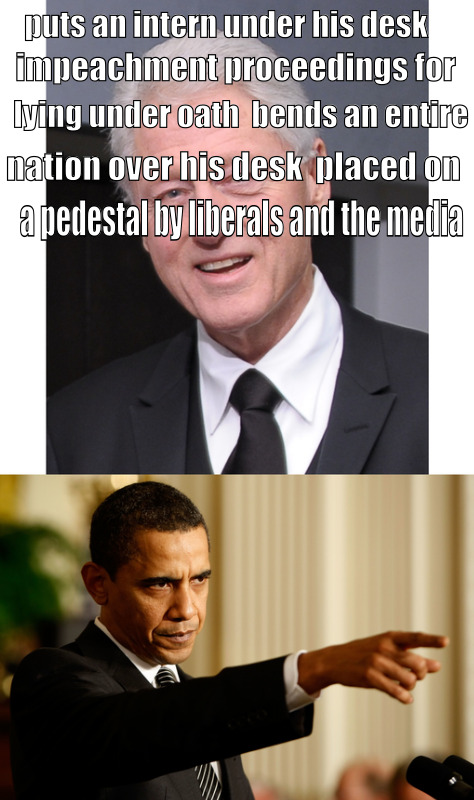 puts an intern under his desk
impeachment proceedings for
lying under oath bends an entire
nation over his desk placed on
a pedestal by liberals and the media